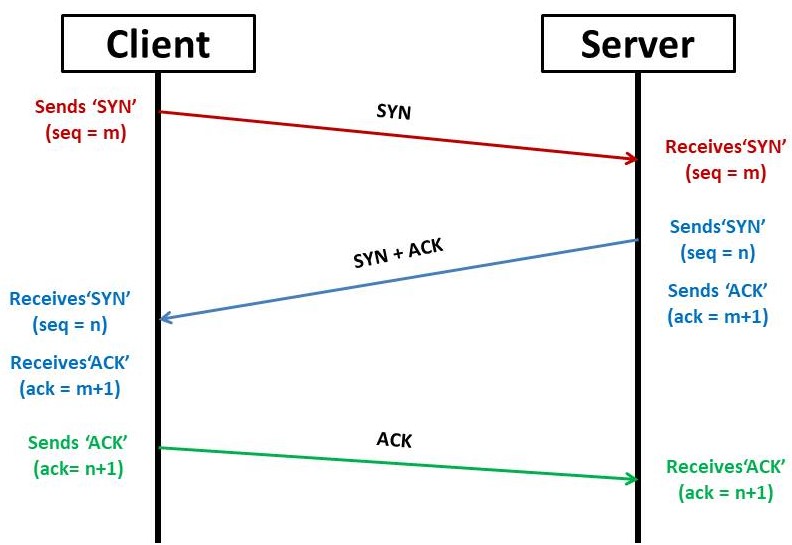 Client
Server
Sends ‘SYN’
(seq = m)
SYN
Receives‘SYN’
(seq = m)
Sends‘SYN’
(seq = n)
SYN + ACK
Sends ‘ACK’
(ack = m+1)
Receives‘SYN’
(seq = n)
Receives‘ACK’
(ack = m+1)
Sends ‘ACK’
(ack= n+1)
ACK
Receives‘ACK’
(ack = n+1)